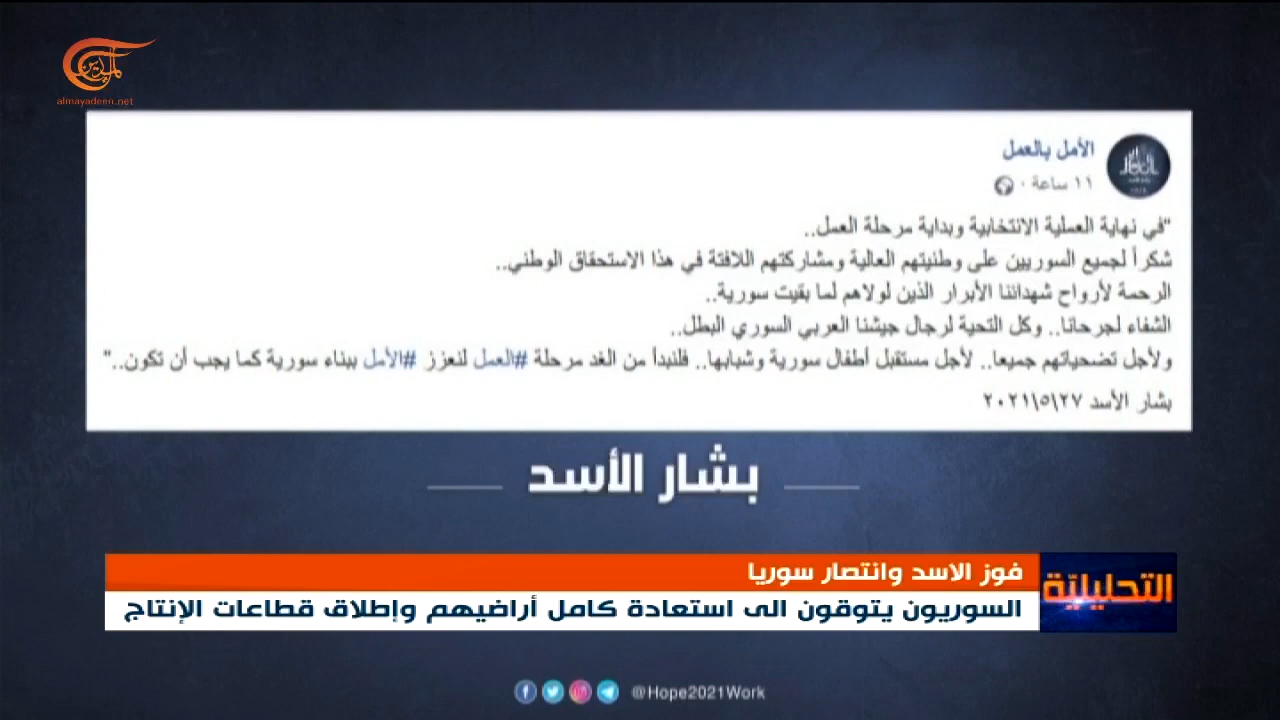 الميادين
almayadeen.net
الأمل بالعمل
١١ ساعة ·
"في نهاية العملية الانتخابية وبداية مرحلة العمل..
شكراً لجميع السوريين على وطنيتهم العالية ومشاركتهم اللافتة في هذا الاستحقاق الوطني..
الرحمة لأرواح شهدائنا الأبرار الذين لولاهم لما بقيت سورية..
الشفاء لجرحانا.. وكل التحية لرجال جيشنا العربي السوري البطل..
ولأجل تضحياتهم جميعا.. لأجل مستقبل أطفال سورية وشبابها.. فلنبدأ من الغد مرحلة #العمل لنعزز #الأمل ببناء سورية كما يجب أن تكون.."
بشار الأسد ٢٠٢١\٥\٢٧
بشار الأسد
التحليليّة
فوز الاسد وانتصار سوريا
السوريون يتوقون الى استعادة كامل أراضيهم وإطلاق قطاعات الإنتاج
@Hope2021Work